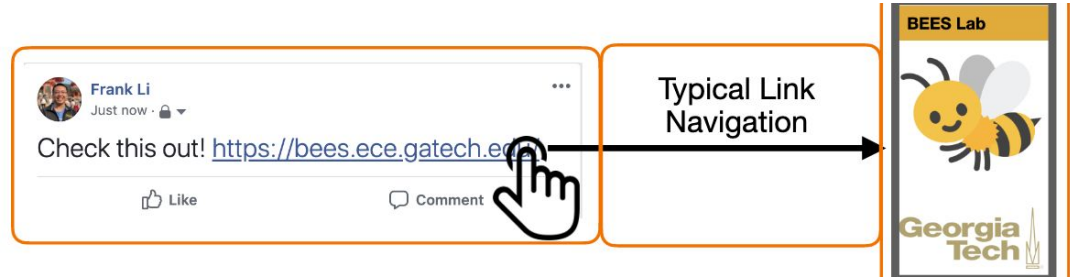 Frank Li
Just now ·
Check this out! https://bees.ece.gatech.edu/
Like
Comment
Typical Link
Navigation
BEES Lab
Georgia
Tech